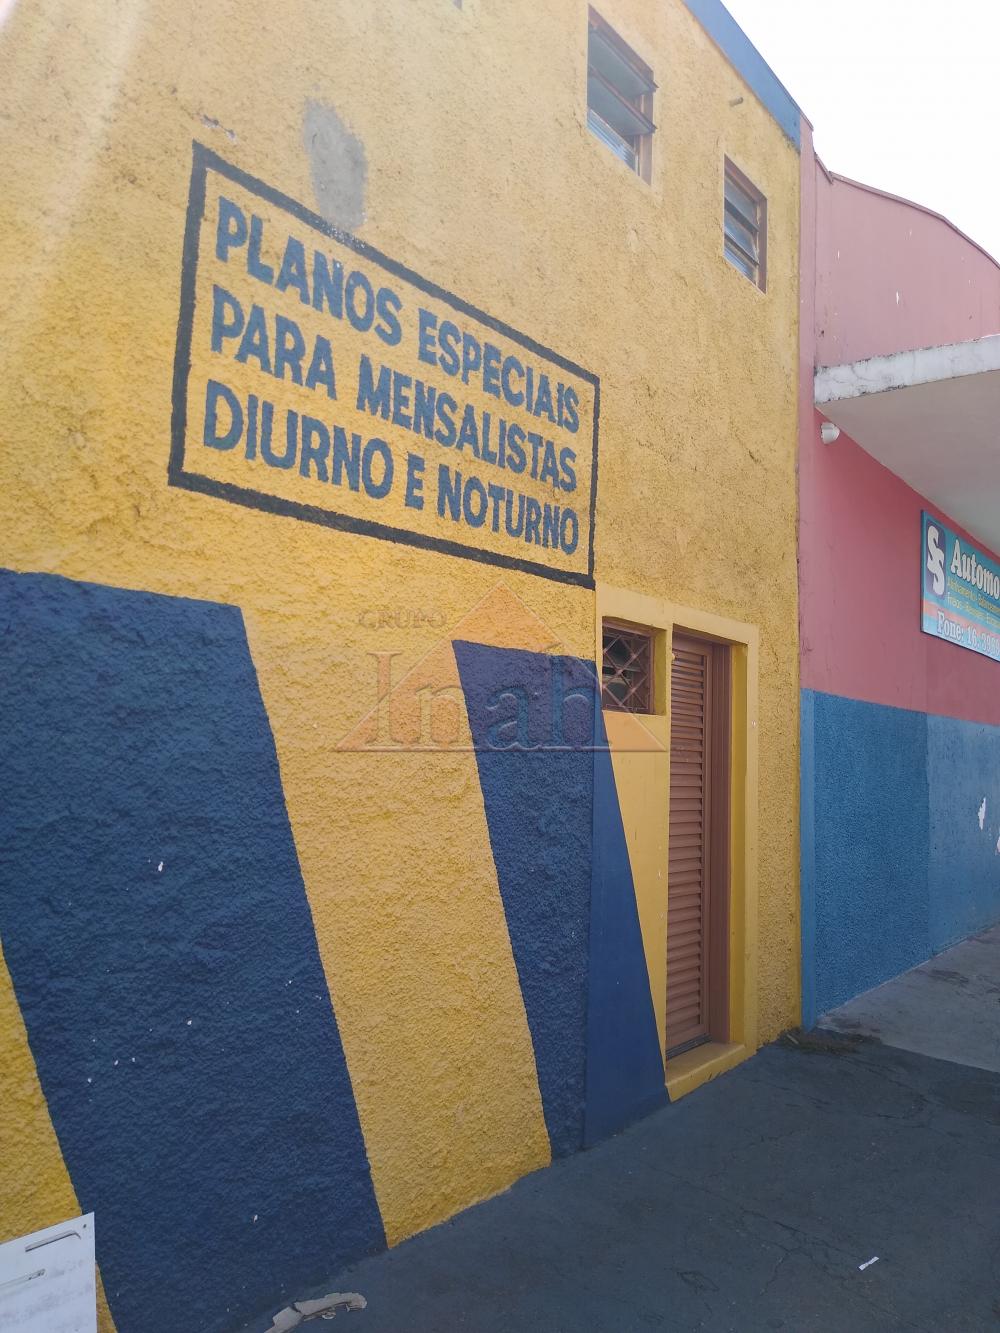 PLANOS ESPECIAIS
PARA MENSALISTAS
DIURNO E NOTURNO
GRUPO
Inah
SS
Automo
Fone: 16.